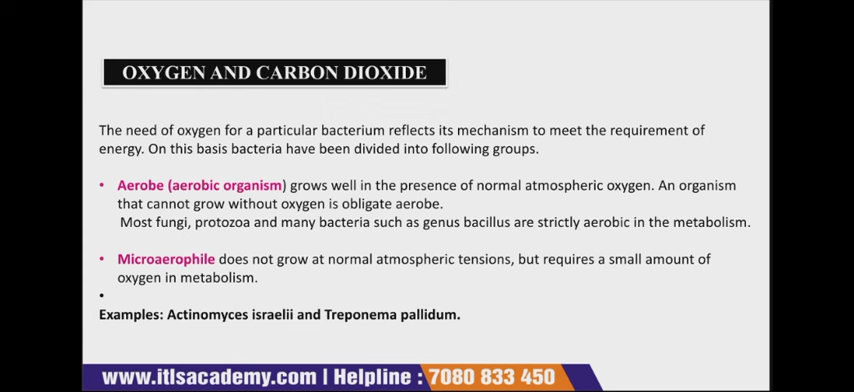 OXYGEN AND CARBON DIOXIDE
The need of oxygen for a particular bacterium reflects its mechanism to meet the requirement of
energy. On this basis bacteria have been divided into following groups.
• Aerobe (aerobic organism) grows well in the presence of normal atmospheric oxygen. An organism
that cannot grow without oxygen is obligate aerobe.
Most fungi, protozoa and many bacteria such as genus bacillus are strictly aerobic in the metabolism.
• Microaerophile does not grow at normal atmospheric tensions, but requires a small amount of
oxygen in metabolism.
•
Examples: Actinomyces israelii and Treponema pallidum.
www.itlsacademy.com | Helpline : 7080 833 450